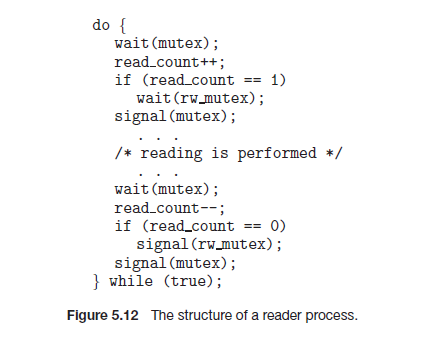 do {
wait(mutex);
read_count++;
if (read_count == 1)
wait(rw_mutex);
signal(mutex);
. . .
/* reading is performed */
. . .
wait(mutex);
read_count--;
if (read_count == 0)
signal(rw_mutex);
signal(mutex);
} while (true);
Figure 5.12 The structure of a reader process.